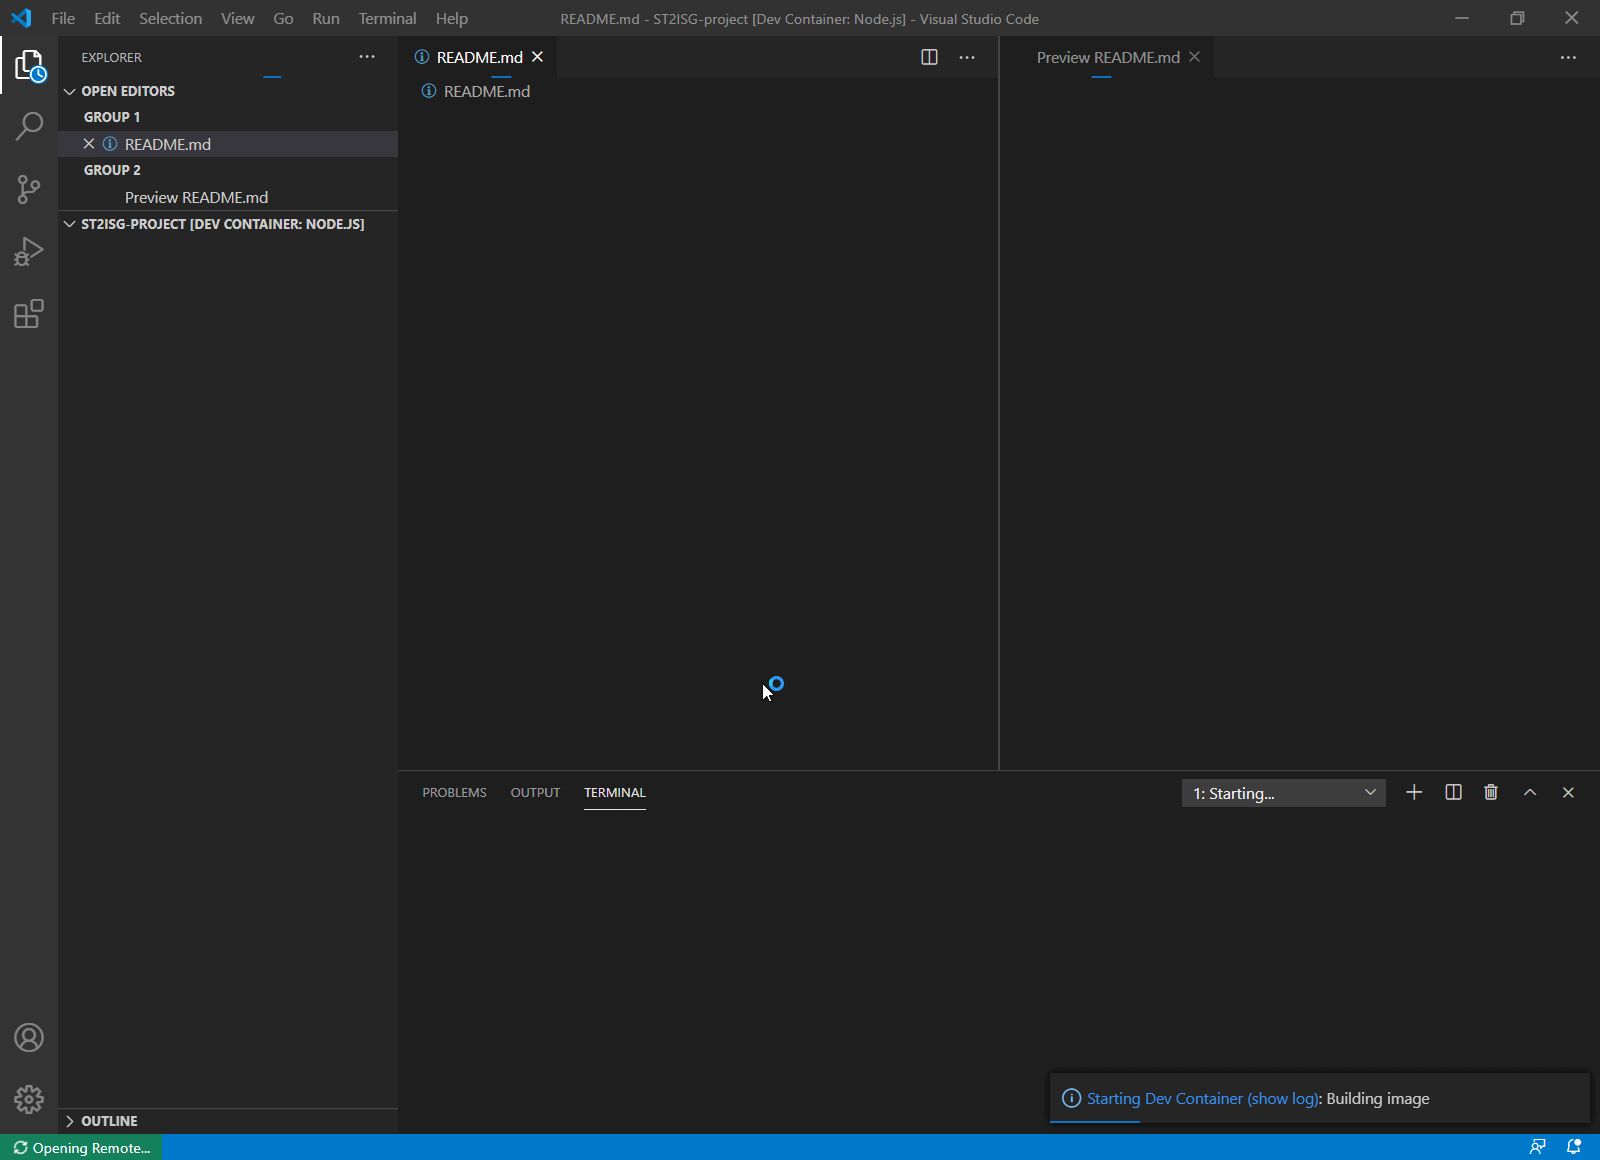 File Edit Selection View Go Run Terminal Help
README.md - ST2ISG-project [Dev Container: Node.js] - Visual Studio Code
EXPLORER
OPEN EDITORS
GROUP 1
README.md
GROUP 2
Preview README.md
ST2ISG-PROJECT [DEV CONTAINER: NODE.JS]
OUTLINE
README.md
README.md
Preview README.md
PROBLEMS OUTPUT TERMINAL
1: Starting...
Starting Dev Container (show log): Building image
Opening Remote...